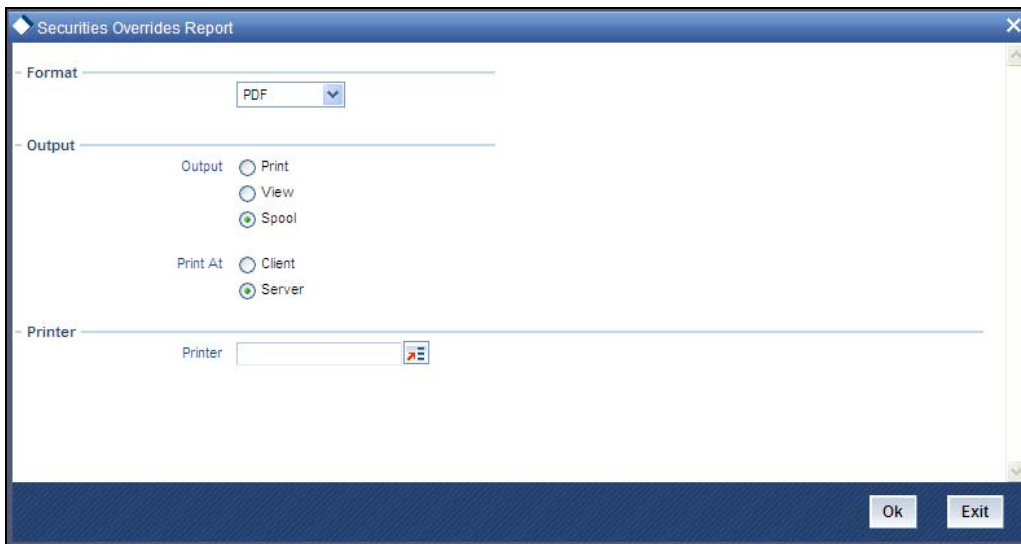 Securities Overrides Report
Format
PDF
Output
Output Print
View
Spool
Print At Client
Server
Printer
Printer
Ok Exit